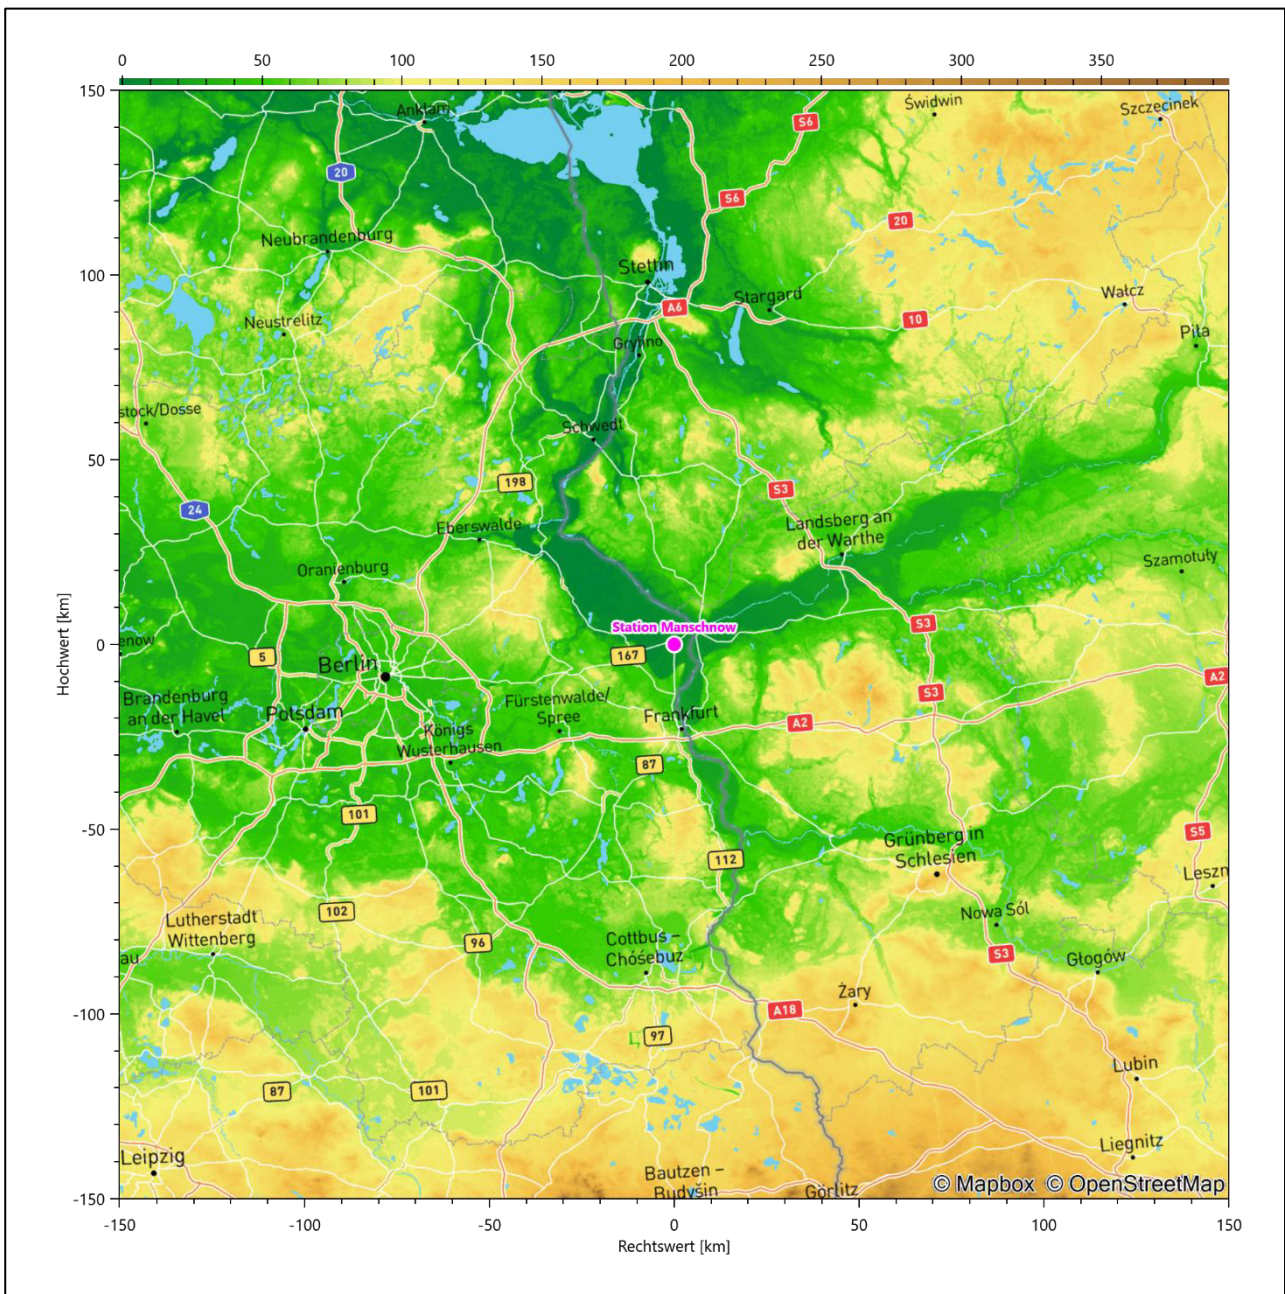 0 50 100 150 200 250 300 350
150
Anklam
S6
Świdwin
Szczecinek
20
S6
20
Neubrandenburg
100
Stettin
Stargard
Wałcz
A6
Neustrelitz
10
Piła
Gryfino
stock/Dosse
Schwedt
50
198
S3
24
Eberswalde
Landsberg an
der Warthe
Oranienburg
Szamotuły
Station Manschnow
S3
0
enow
5
Berlin
167
Hochwert [km]
S3
A2
Brandenburg
an der Havel
Potsdam
Fürstenwalde/
Spree
Frankfurt
A2
Königs
Wusterhausen
87
101
-50
S5
112
Grünberg in
Schlesien
Leszn
102
Lutherstadt
Wittenberg
Nowa Sól
96
Cottbus –
Chóśebuz
S3
Głogów
au
Żary
-100
A18
97
Lubin
87
101
Liegnitz
Leipzig
Bautzen –
Budyšin
Görlitz
© Mapbox © OpenStreetMap
-150
-150 -100 -50 0 50 100 150
Rechtswert [km]